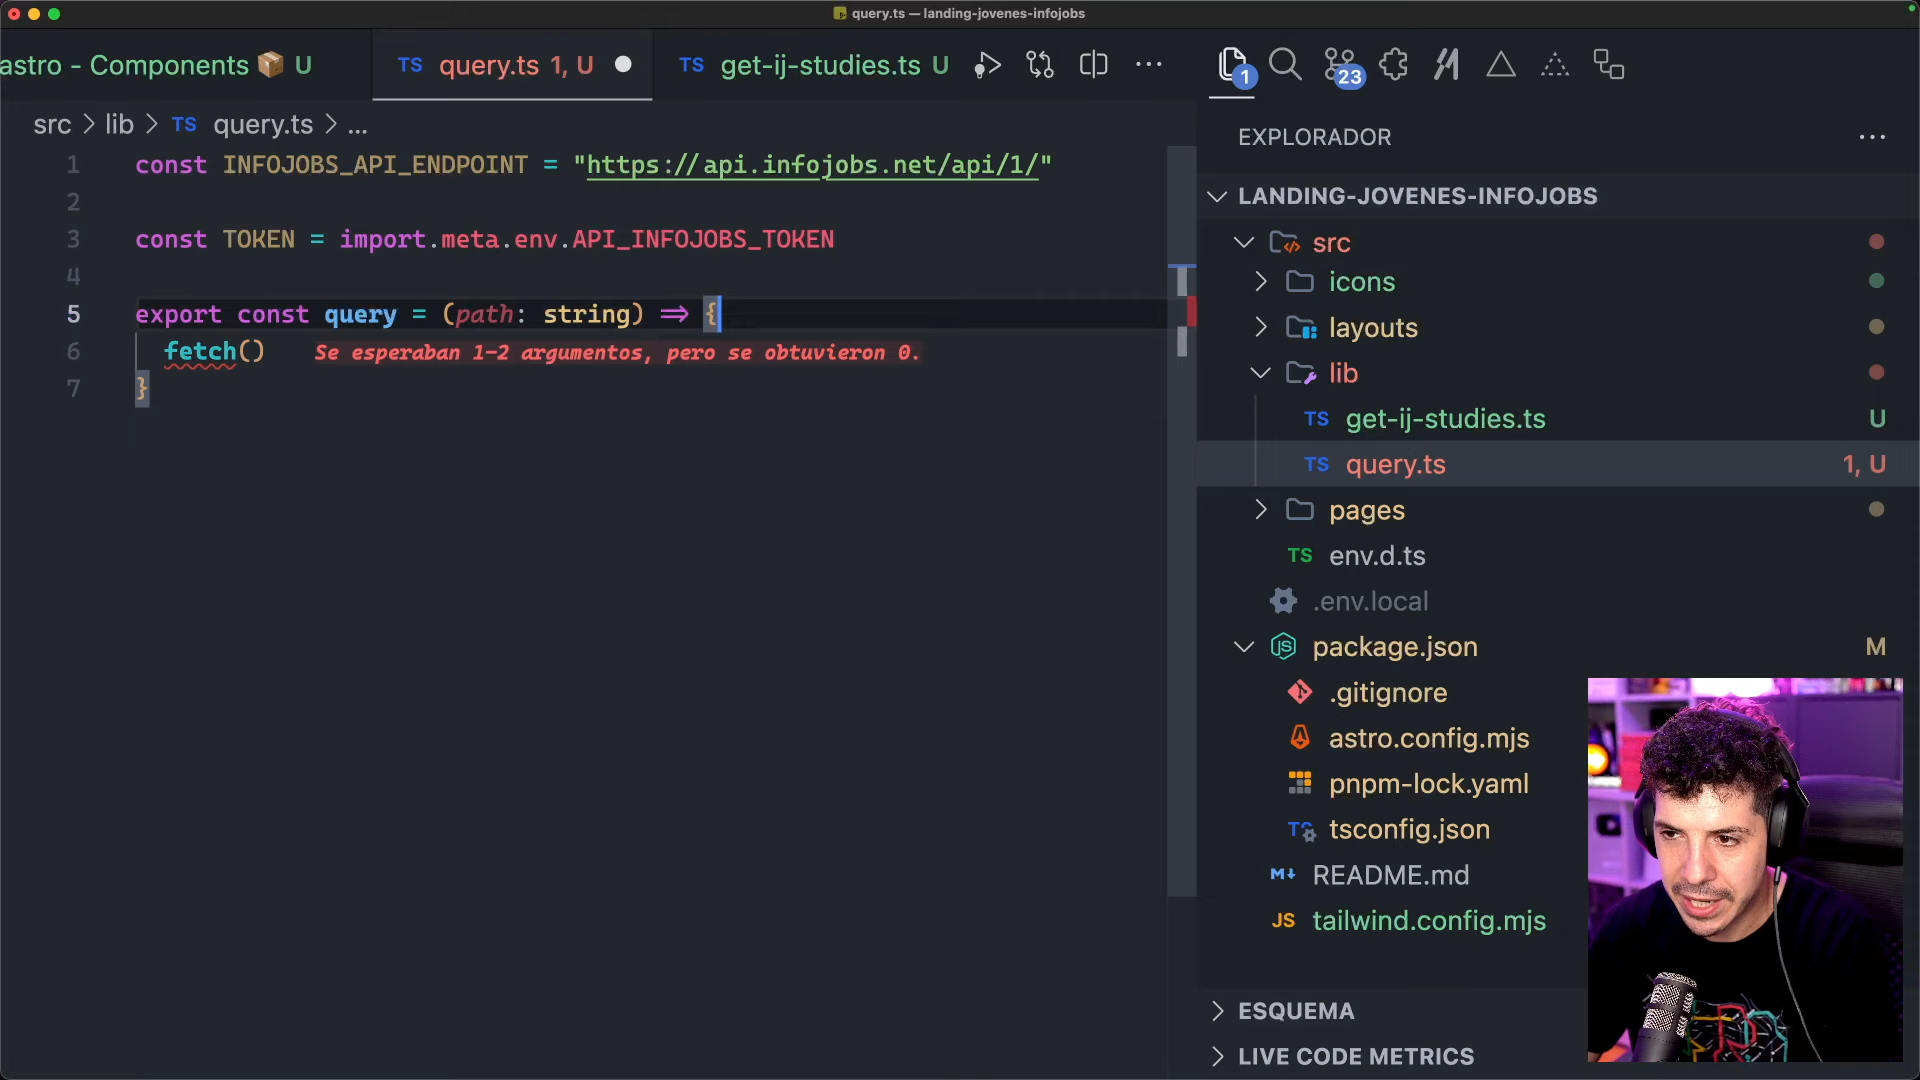 query.ts — landing-jovenes-infojobs
astro - Components 📦 U
TS query.ts 1, U
TS get-ij-studies.ts U
1
23
src > lib > TS query.ts > ...
1 const INFOJOBS_API_ENDPOINT = "https://api.infojobs.net/api/1/"
2
3 const TOKEN = import.meta.env.API_INFOJOBS_TOKEN
4
5 export const query = (path: string) => {
6 fetch() Se esperaban 1-2 argumentos, pero se obtuvieron 0.
7 }
EXPLORADOR
LANDING-JOVENES-INFOJOBS
src
icons
layouts
lib
TS get-ij-studies.ts U
TS query.ts 1, U
pages
TS env.d.ts
.env.local
JS package.json M
.gitignore
astro.config.mjs
pnpm-lock.yaml
TS tsconfig.json
M↓ README.md
JS tailwind.config.mjs
ESQUEMA
LIVE CODE METRICS